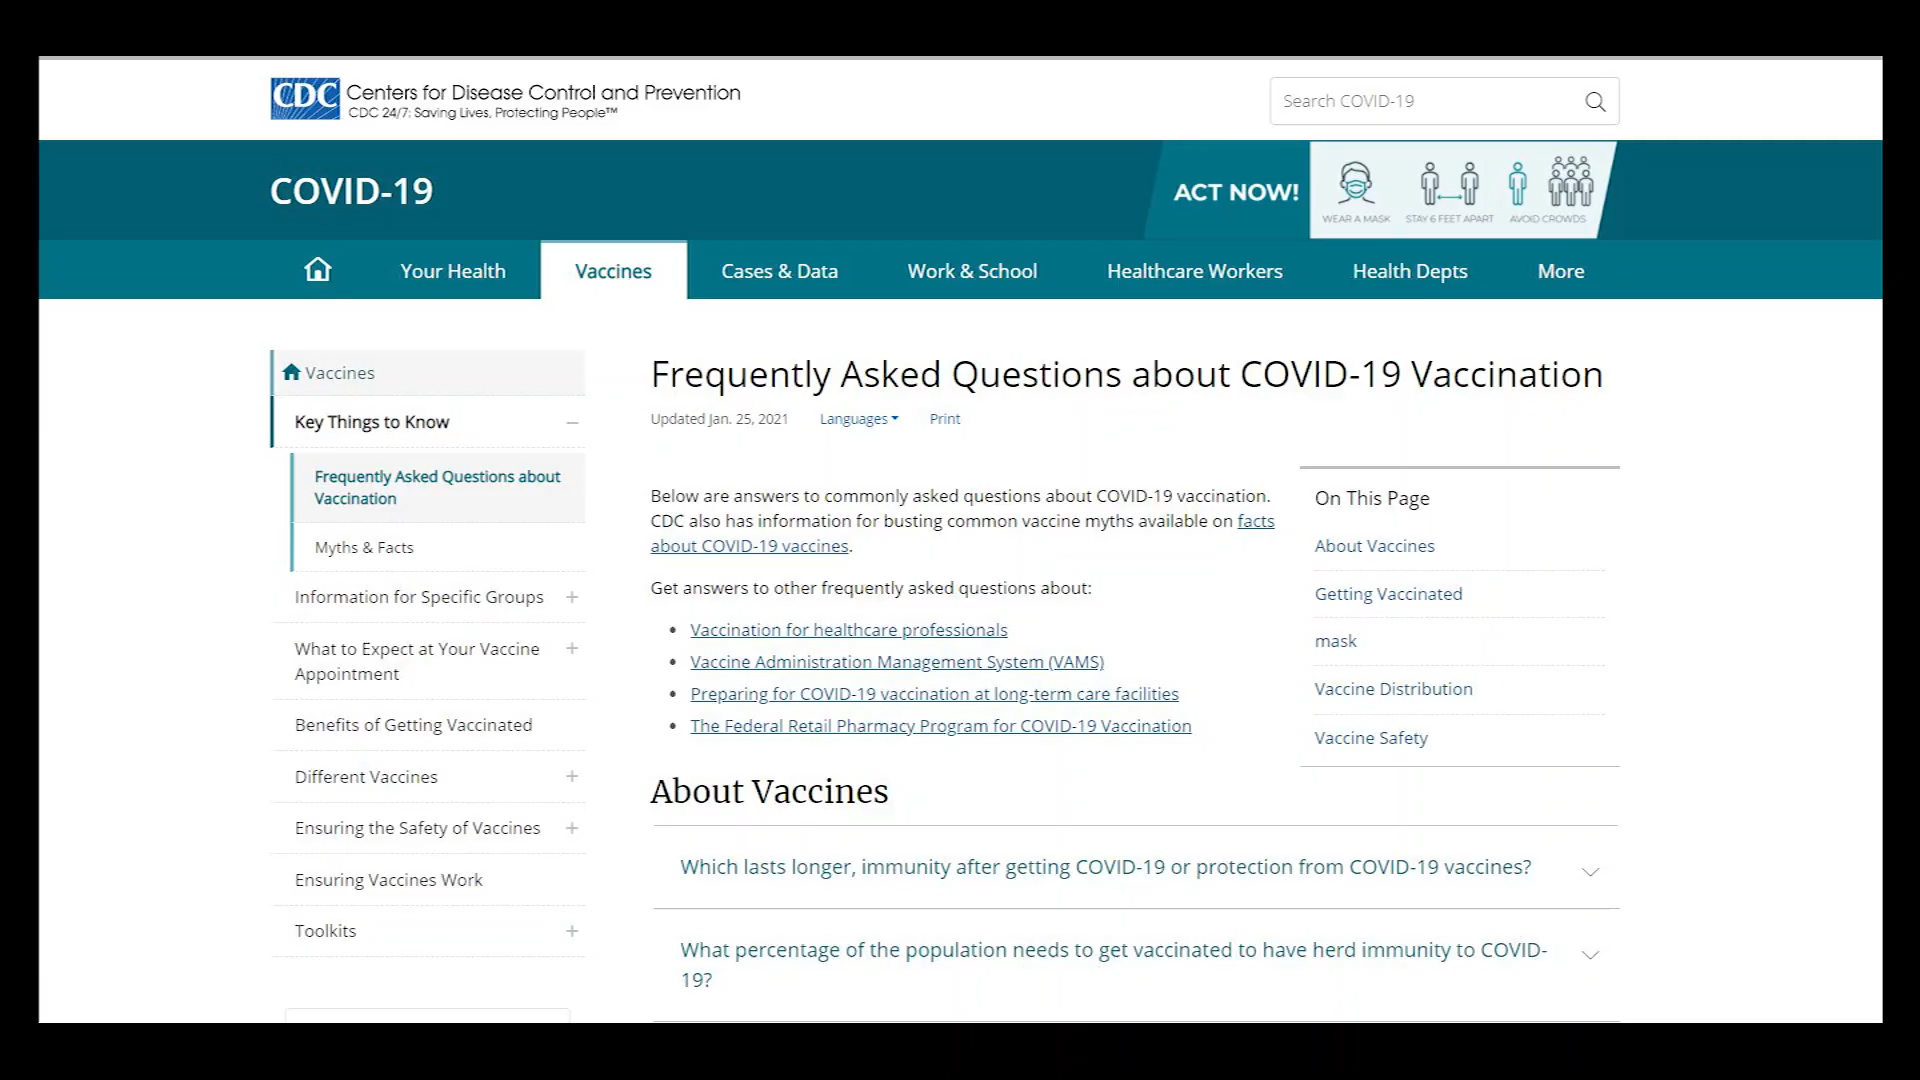 CDC Centers for Disease Control and Prevention
CDC 24/7: Saving Lives, Protecting People™
Search COVID-19
COVID-19
ACT NOW!
WEAR A MASK STAY 6 FEET APART AVOID CROWDS
Your Health Vaccines Cases & Data Work & School Healthcare Workers Health Depts More
Vaccines
Key Things to Know
Frequently Asked Questions about
Vaccination
Myths & Facts
Information for Specific Groups
What to Expect at Your Vaccine
Appointment
Benefits of Getting Vaccinated
Different Vaccines
Ensuring the Safety of Vaccines
Ensuring Vaccines Work
Toolkits
Frequently Asked Questions about COVID-19 Vaccination
Updated Jan. 25, 2021 Languages Print
Below are answers to commonly asked questions about COVID-19 vaccination.
CDC also has information for busting common vaccine myths available on facts
about COVID-19 vaccines.
Get answers to other frequently asked questions about:
• Vaccination for healthcare professionals
• Vaccine Administration Management System (VAMS)
• Preparing for COVID-19 vaccination at long-term care facilities
• The Federal Retail Pharmacy Program for COVID-19 Vaccination
On This Page
About Vaccines
Getting Vaccinated
mask
Vaccine Distribution
Vaccine Safety
About Vaccines
Which lasts longer, immunity after getting COVID-19 or protection from COVID-19 vaccines?
What percentage of the population needs to get vaccinated to have herd immunity to COVID-
19?